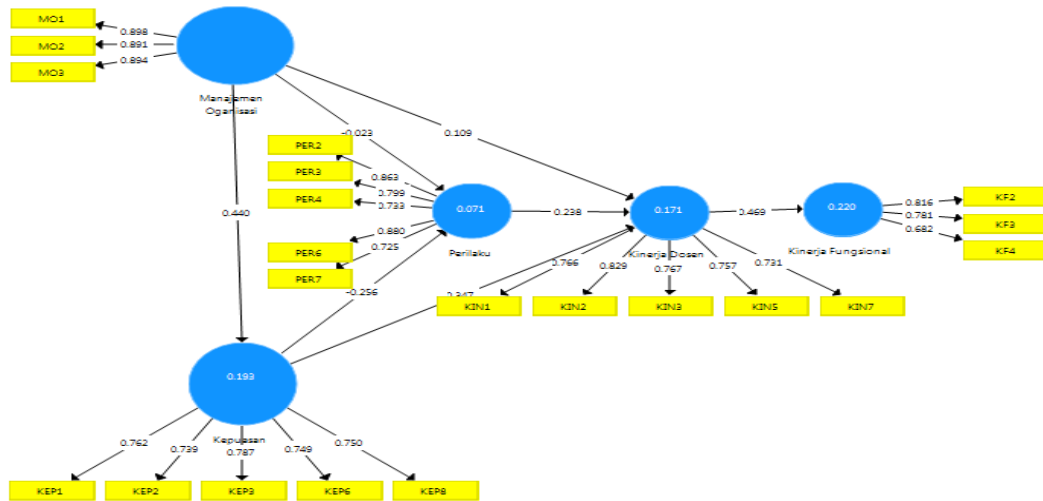 MO1
0.898
MO2
0.891
MO3
0.894
Manajemen
Oganisasi
-0.023
0.109
0.440
PER2
PER3
PER4
PER6
PER7
0.863
0.799
0.733
0.880
0.725
0.071
Perilaku
0.238
0.171
Kinerja Dosen
0.469
0.220
Kinerja Fungsional
0.816
0.781
0.682
KF2
KF3
KF4
-0.256
0.766
0.829
0.767
0.757
0.731
KIN1
KIN2
KIN3
KIN5
KIN7
0.193
Kepuasan
0.762
0.739
0.787
0.749
0.750
KEP1
KEP2
KEP3
KEP6
KEP8